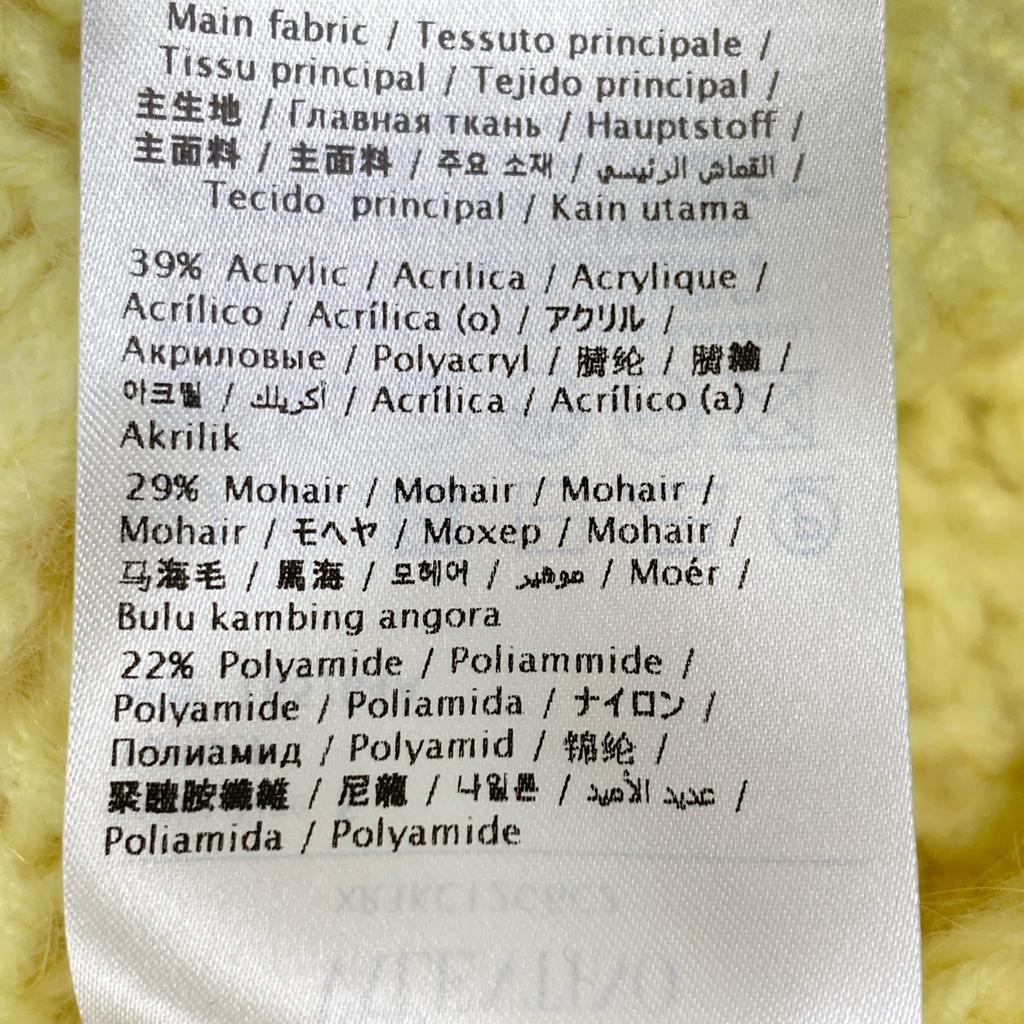 Main fabric / Tessuto principale /
Tissu principal / Tejido principal /
主生地 / Главная ткань / Hauptstoff /
主面料 / 主面料 / 주요 소재 / القماش الرئيسي /
Tecido principal / Kain utama
39% Acrylic / Acrilica / Acrylique /
Acrílico / Acrílica (o) / アクリル /
Акриловые / Polyacryl / 腈纶 / 腈綸 /
아크릴 / أكريلك / Acrílica / Acrílico (a) /
Akrilik
29% Mohair / Mohair / Mohair /
Mohair / モヘヤ / Мохер / Mohair /
马海毛 / 馬海 / 모헤어 / موهير / Moér /
Bulu kambing angora
22% Polyamide / Poliammide /
Polyamide / Poliamida / ナイロン /
Полиамид / Polyamid / 锦纶 /
聚醯胺纖維 / 尼龍 / 나일론 / عديد الأميد /
Poliamida / Polyamide